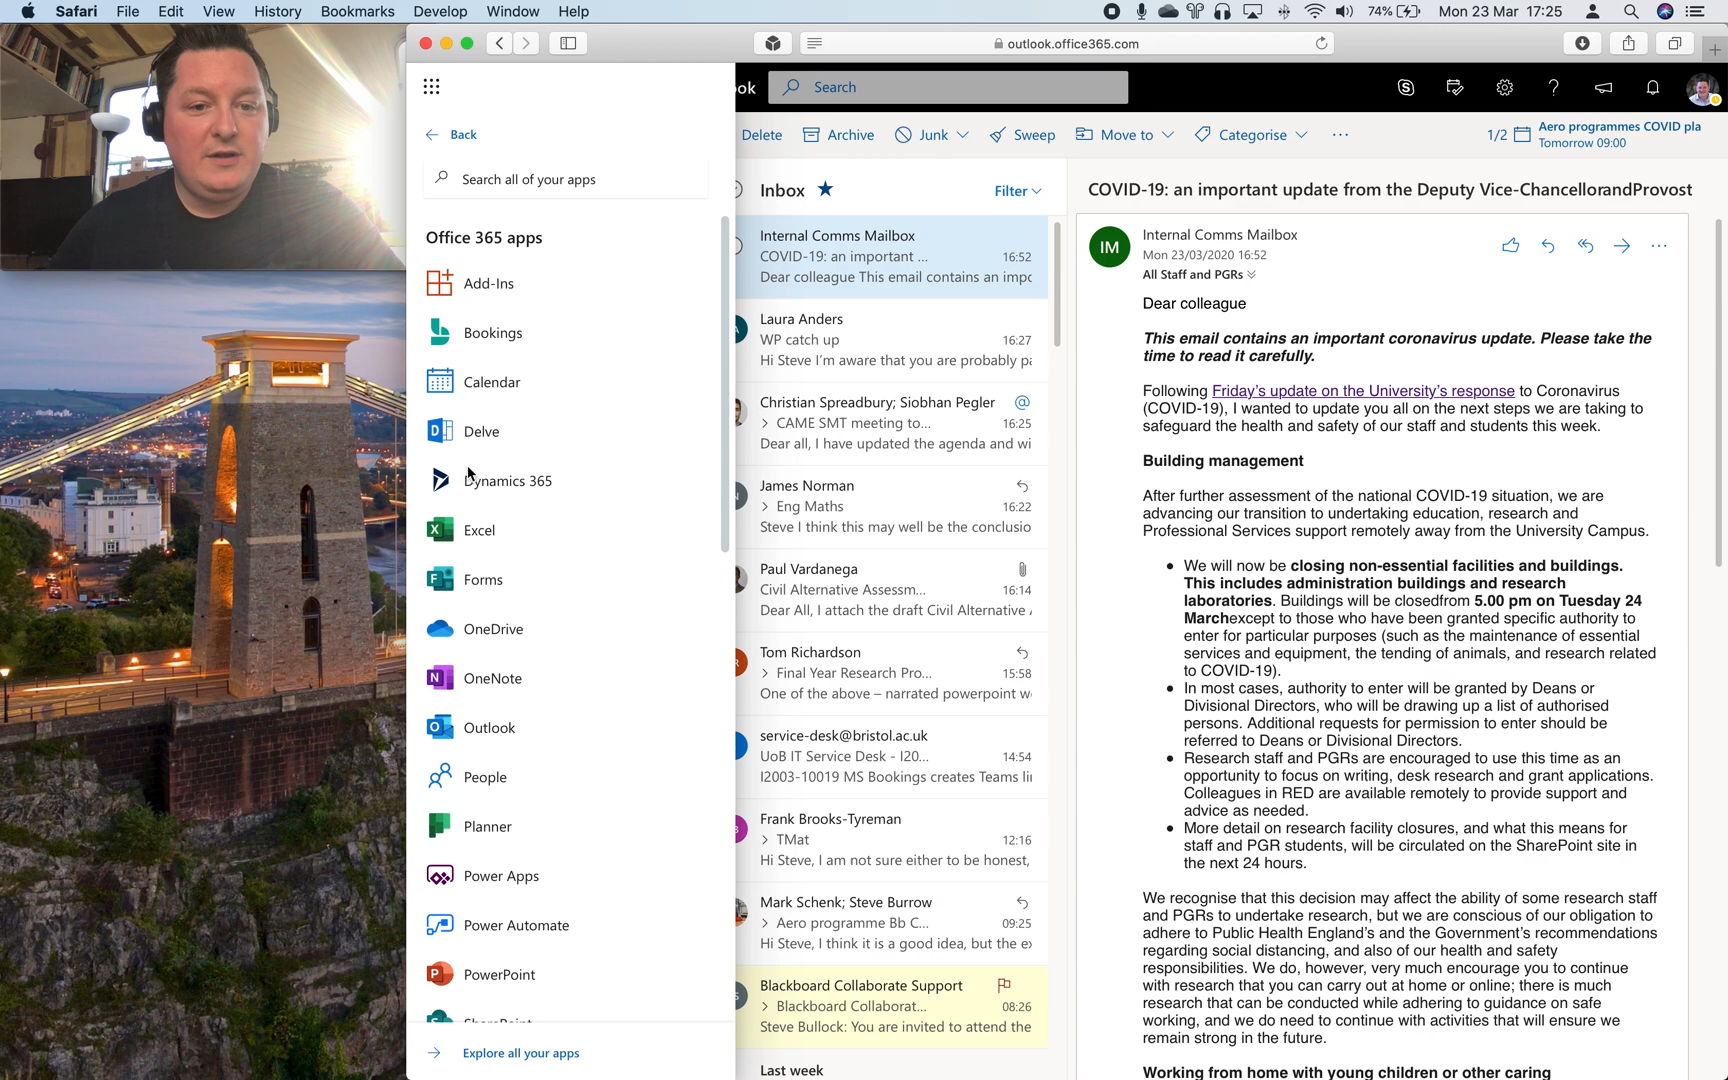 Safari File Edit View History Bookmarks Develop Window Help
74% Mon 23 Mar 17:25
outlook.office365.com
ook
Search
Back
Search all of your apps
Office 365 apps
Add-Ins
Bookings
Calendar
Delve
Dynamics 365
Excel
Forms
OneDrive
OneNote
Outlook
People
Planner
Power Apps
Power Automate
PowerPoint
Explore all your apps
Delete Archive Junk Sweep Move to Categorise
1/2 Aero programmes COVID pla
Tomorrow 09:00
Inbox Filter
Internal Comms Mailbox
COVID-19: an important ... 16:52
Dear colleague This email contains an impo
Laura Anders
WP catch up 16:27
Hi Steve I'm aware that you are probably pa
Christian Spreadbury; Siobhan Pegler
CAME SMT meeting to... 16:25
Dear all, I have updated the agenda and wi
James Norman
Eng Maths 16:22
Steve I think this may well be the conclusio
Paul Vardanega
Civil Alternative Assessm... 16:14
Dear All, I attach the draft Civil Alternative A
Tom Richardson
Final Year Research Pro... 15:58
One of the above – narrated powerpoint wo
service-desk@bristol.ac.uk
UoB IT Service Desk - I20... 14:54
I2003-10019 MS Bookings creates Teams lin
Frank Brooks-Tyreman
TMat 12:16
Hi Steve, I am not sure either to be honest,
Mark Schenk; Steve Burrow
Aero programme Bb C... 09:25
Hi Steve, I think it is a good idea, but the ex
Blackboard Collaborate Support
Blackboard Collaborat... 08:26
Steve Bullock: You are invited to attend the
Last week
COVID-19: an important update from the Deputy Vice-ChancellorandProvost
IM
Internal Comms Mailbox
Mon 23/03/2020 16:52
All Staff and PGRs
Dear colleague
This email contains an important coronavirus update. Please take the
time to read it carefully.
Following Friday's update on the University's response to Coronavirus
(COVID-19), I wanted to update you all on the next steps we are taking to
safeguard the health and safety of our staff and students this week.
Building management
After further assessment of the national COVID-19 situation, we are
advancing our transition to undertaking education, research and
Professional Services support remotely away from the University Campus.
We will now be closing non-essential facilities and buildings.
This includes administration buildings and research
laboratories. Buildings will be closedfrom 5.00 pm on Tuesday 24
Marchexcept to those who have been granted specific authority to
enter for particular purposes (such as the maintenance of essential
services and equipment, the tending of animals, and research related
to COVID-19).
In most cases, authority to enter will be granted by Deans or
Divisional Directors, who will be drawing up a list of authorised
persons. Additional requests for permission to enter should be
referred to Deans or Divisional Directors.
Research staff and PGRs are encouraged to use this time as an
opportunity to focus on writing, desk research and grant applications.
Colleagues in RED are available remotely to provide support and
advice as needed.
More detail on research facility closures, and what this means for
staff and PGR students, will be circulated on the SharePoint site in
the next 24 hours.
We recognise that this decision may affect the ability of some research staff
and PGRs to undertake research, but we are conscious of our obligation to
adhere to Public Health England's and the Government's recommendations
regarding social distancing, and also of our health and safety
responsibilities. We do, however, very much encourage you to continue
with research that you can carry out at home or online; there is much
research that can be conducted while adhering to guidance on safe
working, and we do need to continue with activities that will ensure we
remain strong in the future.
Working from home with young children or other caring